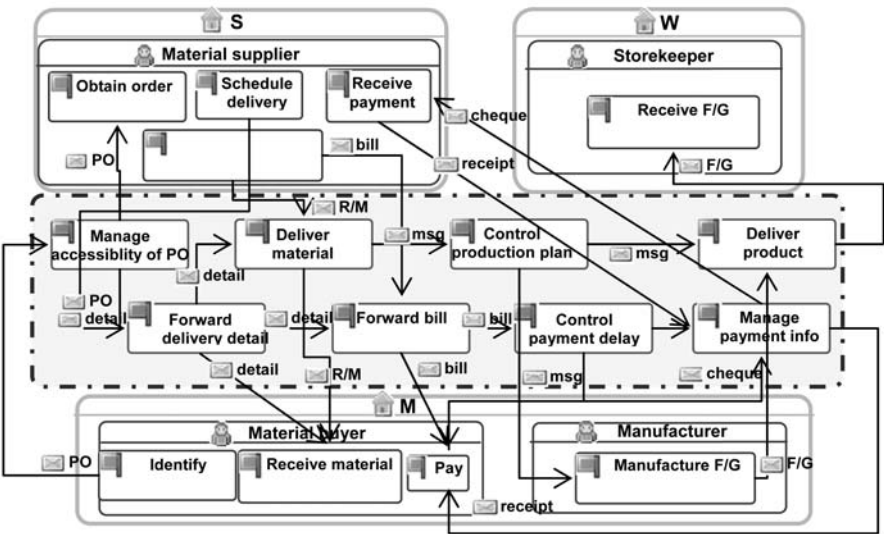 S
W
Material supplier
Storekeeper
Obtain order
Schedule
delivery
Receive
payment
Receive F/G
cheque
bill
PO
receipt
F/G
R/M
Manage
accessiblity of PO
Deliver
material
msg
Control
production plan
msg
Deliver
product
detail
PO
detail
Forward
delivery detail
detail
Forward bill
bill
Control
payment delay
Manage
payment info
detail
R/M
bill
msg
cheque
M
Material buyer
Manufacturer
PO
Identify
Receive material
Pay
Manufacture F/G
F/G
receipt